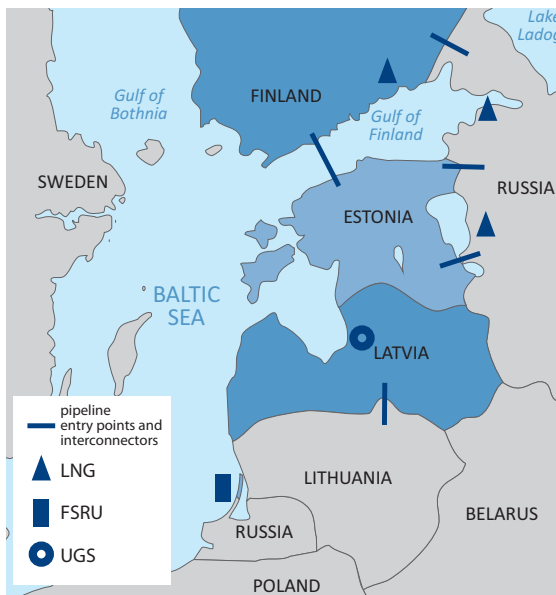 Lake
Ladog
FINLAND
Gulf of
Bothnia
Gulf of
Finland
SWEDEN
RUSSIA
ESTONIA
BALTIC
SEA
LATVIA
pipeline
entry points and
interconnectors
LNG
FSRU
UGS
LITHUANIA
BELARUS
RUSSIA
POLAND